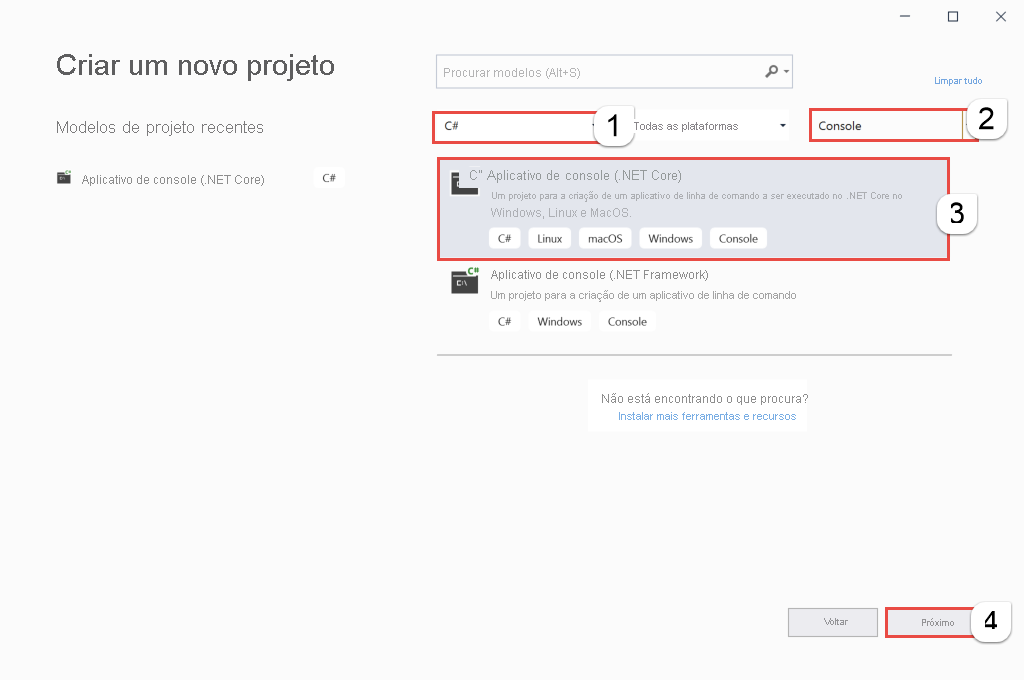 Criar um novo projeto
Procurar modelos (Alt+S)
Limpar tudo
Modelos de projeto recentes
C# 1 Todas as plataformas Console 2
Aplicativo de console (.NET Core) C#
C" Aplicativo de console (.NET Core)
Um projeto para a criação de um aplicativo de linha de comando a ser executado no .NET Core no
Windows, Linux e MacOS.
3
C# Linux macOS Windows Console
C# Aplicativo de console (.NET Framework)
C:\ Um projeto para a criação de um aplicativo de linha de comando
C# Windows Console
Não está encontrando o que procura?
Instalar mais ferramentas e recursos
Voltar Próximo 4